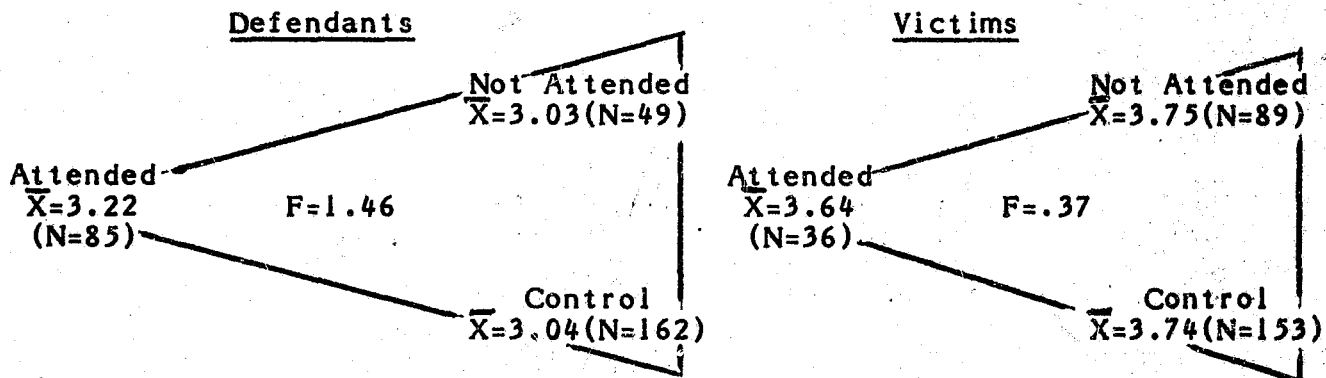 Defendants
Not Attended
X̅=3.03(N=49)
Attended
X̅=3.22
(N=85)
F=1.46
Control
X̅=3.04(N=162)
Victims
Not Attended
X̅=3.75(N=89)
Attended
X̅=3.64
(N=36)
F=.37
Control
X̅=3.74(N=153)